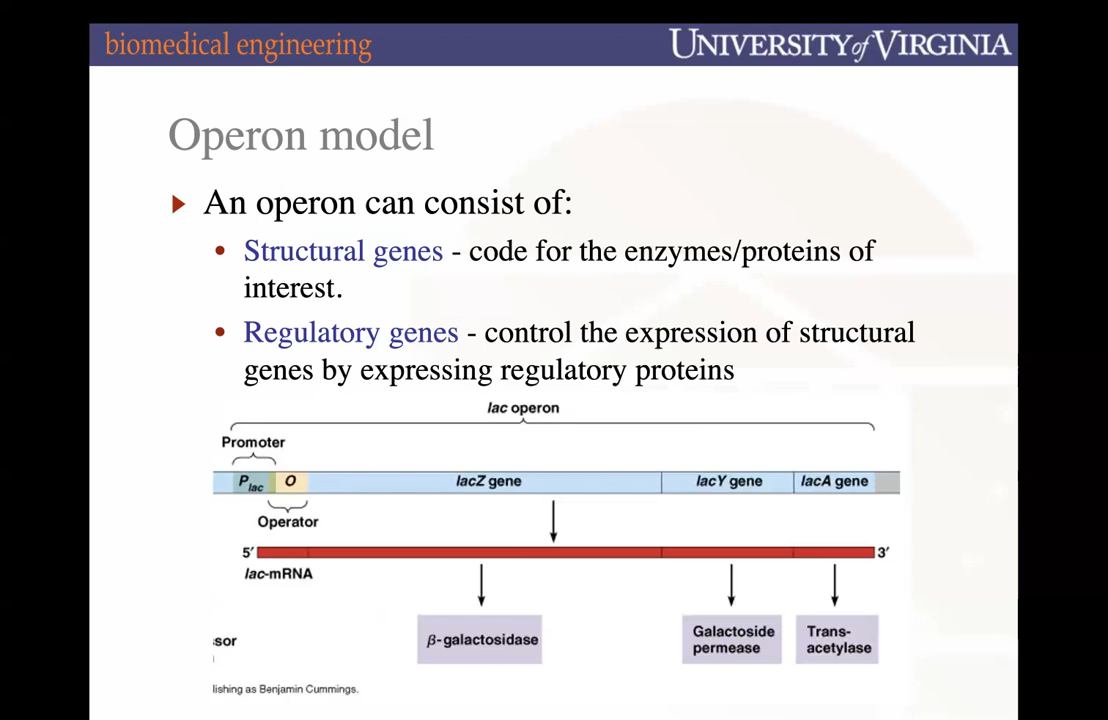 biomedical engineering
UNIVERSITY of VIRGINIA
Operon model
An operon can consist of:
• Structural genes - code for the enzymes/proteins of
interest.
• Regulatory genes - control the expression of structural
genes by expressing regulatory proteins
lac operon
Promoter
Plac O lacZ gene lacY gene lacA gene
Operator
5′ 3′
lac-mRNA
β-galactosidase
Galactoside
permease
Trans-
acetylase
ssor
lishing as Benjamin Cummings.